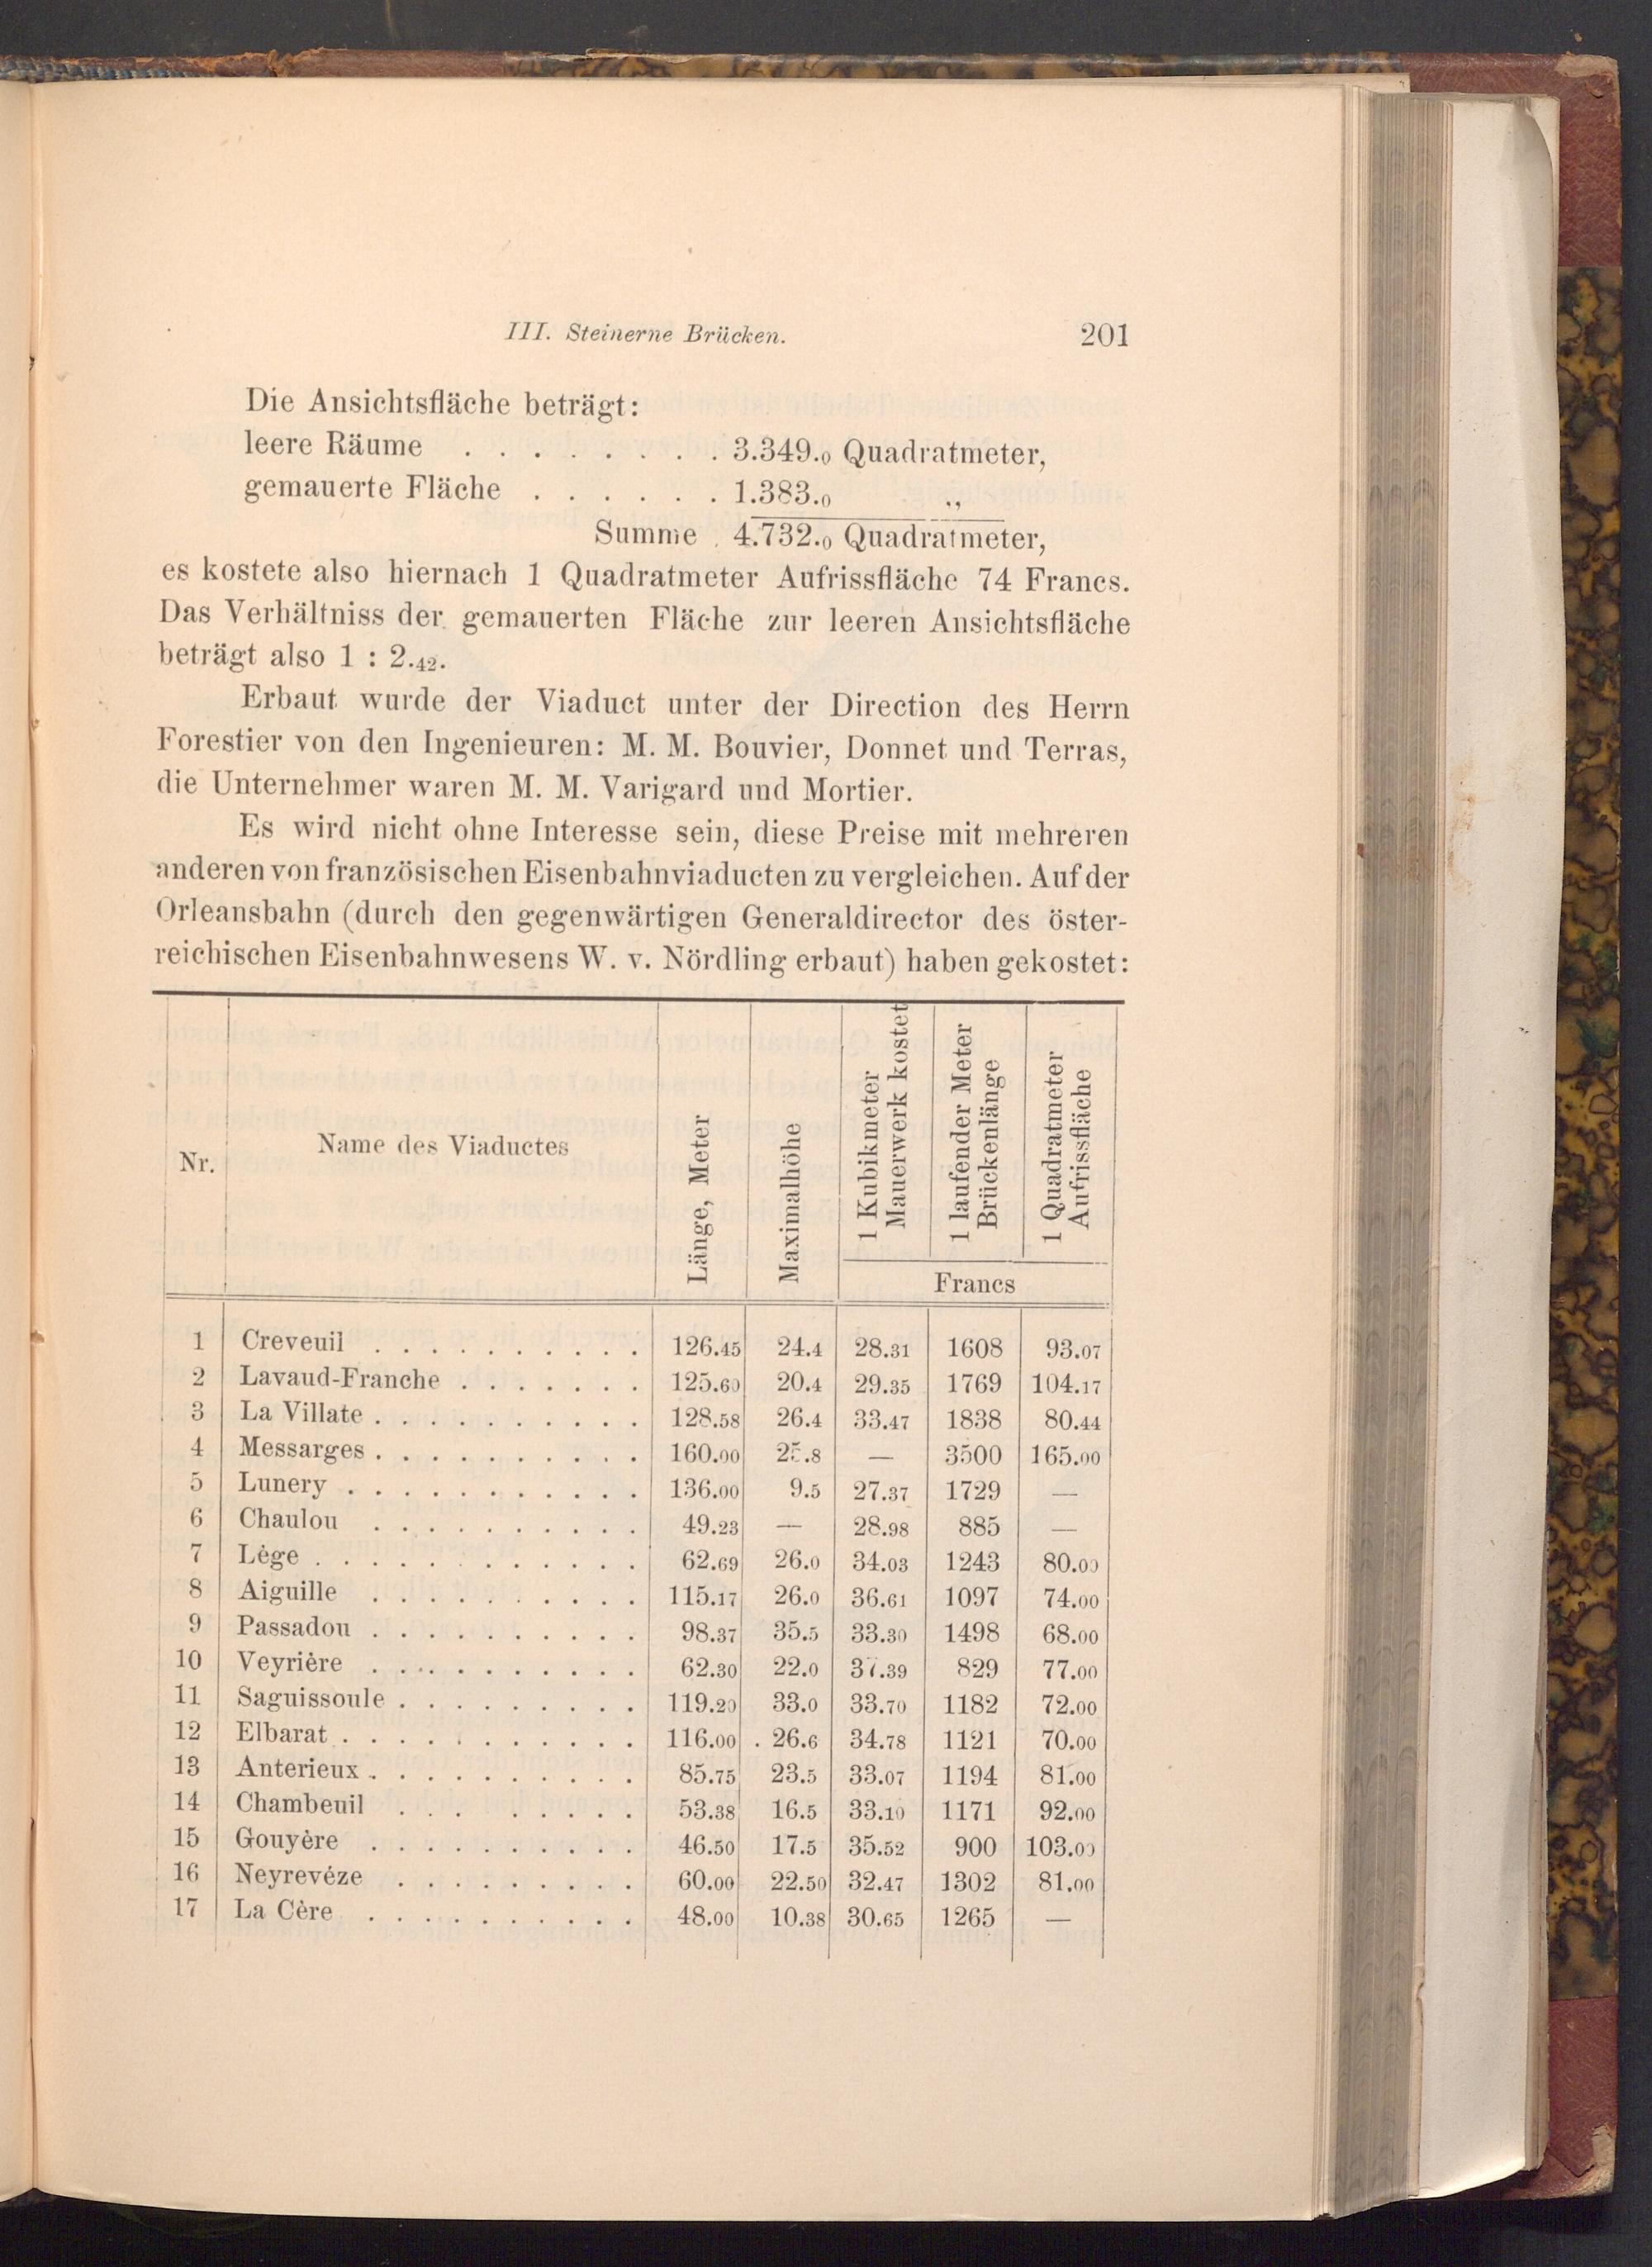 III. Steinerne Brücken. 201
Die Ansichtsfläche beträgt:
leere Räume . . . . . . . . 3.349.0 Quadratmeter,
gemauerte Fläche . . . . . . 1.383.0 „
Summe . 4.732.0 Quadratmeter,
es kostete also hiernach 1 Quadratmeter Aufrissfläche 74 Francs.
Das Verhältniss der gemauerten Fläche zur leeren Ansichtsfläche
beträgt also 1 : 2.42.
Erbaut wurde der Viaduct unter der Direction des Herrn
Forestier von den Ingenieuren: M. M. Bouvier, Donnet und Terras,
die Unternehmer waren M. M. Varigard und Mortier.
Es wird nicht ohne Interesse sein, diese Preise mit mehreren
anderen von französischen Eisenbahnviaducten zu vergleichen. Auf der
Orleansbahn (durch den gegenwärtigen Generaldirector des öster-
reichischen Eisenbahnwesens W. v. Nördling erbaut) haben gekostet:
Nr.
Name des Viaductes
Länge, Meter
Maximalhöhe
1 Kubikmeter
Mauerwerk kostet
1 laufender Meter
Brückenlänge
1 Quadratmeter
Aufrissfläche
Francs
1 Creveuil . . . . . . . . . . 126.45 24.4 28.31 1608 93.07
2 Lavaud-Franche . . . . . . . 125.60 20.4 29.35 1769 104.17
3 La Villate . . . . . . . . . . 128.58 26.4 33.47 1838 80.44
4 Messarges . . . . . . . . . . 160.00 25.8 — 3500 165.00
5 Lunery . . . . . . . . . . . 136.00 9.5 27.37 1729 —
6 Chaulou . . . . . . . . . . 49.23 — 28.98 885 —
7 Lège . . . . . . . . . . . . 62.69 26.0 34.03 1243 80.00
8 Aiguille . . . . . . . . . . 115.17 26.0 36.61 1097 74.00
9 Passadou . . . . . . . . . . 98.37 35.5 33.30 1498 68.00
10 Veyrière . . . . . . . . . . 62.30 22.0 37.39 829 77.00
11 Saguissoule . . . . . . . . . 119.20 33.0 33.70 1182 72.00
12 Elbarat . . . . . . . . . . . 116.00 26.6 34.78 1121 70.00
13 Anterieux . . . . . . . . . . 85.75 23.5 33.07 1194 81.00
14 Chambeuil . . . . . . . . . 53.38 16.5 33.10 1171 92.00
15 Gouyère . . . . . . . . . . 46.50 17.5 35.52 900 103.00
16 Neyrevéze . . . . . . . . . 60.00 22.50 32.47 1302 81.00
17 La Cère . . . . . . . . . . 48.00 10.38 30.65 1265 —